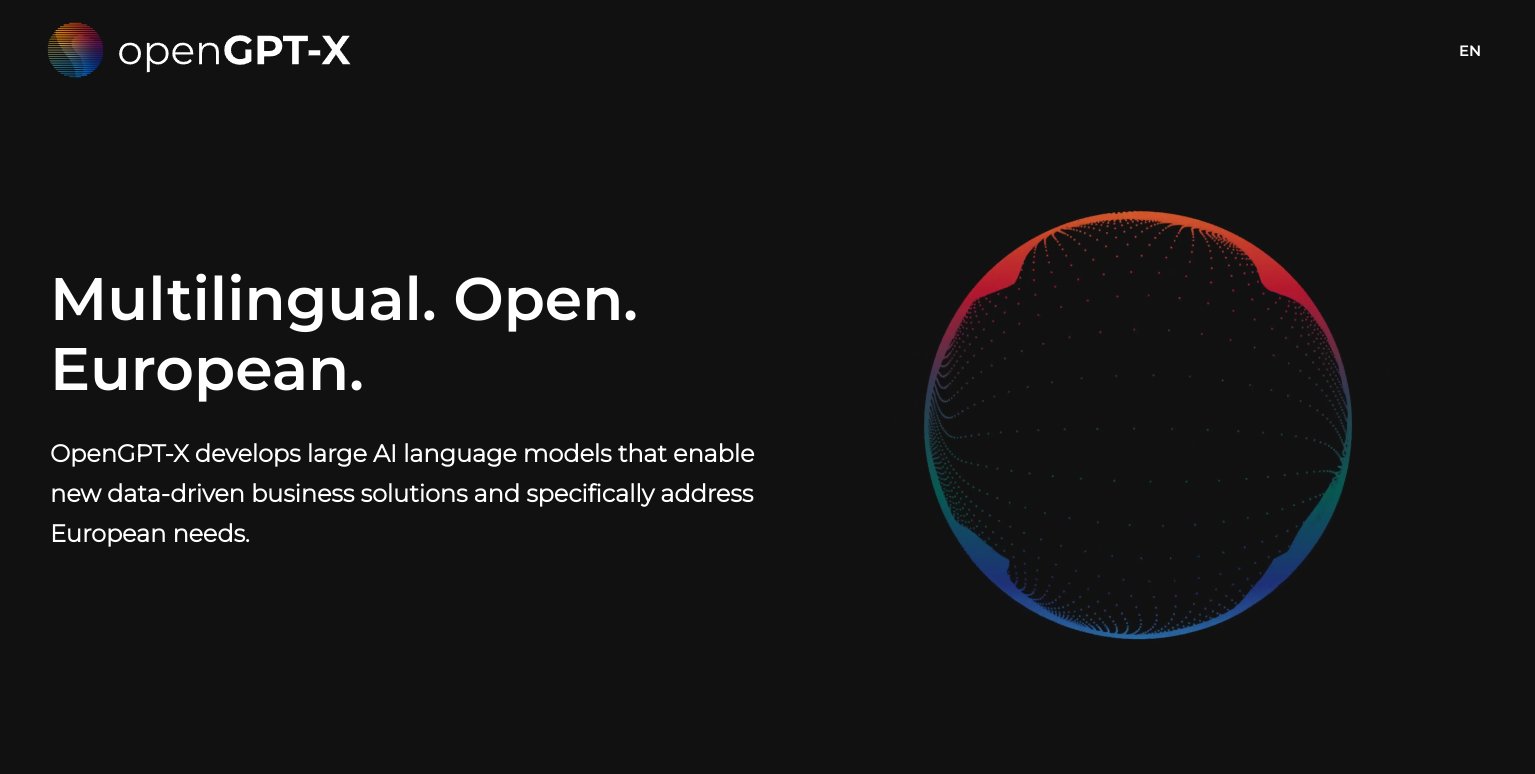 openGPT-X
EN
Multilingual. Open.
European.
OpenGPT-X develops large AI language models that enable
new data-driven business solutions and specifically address
European needs.